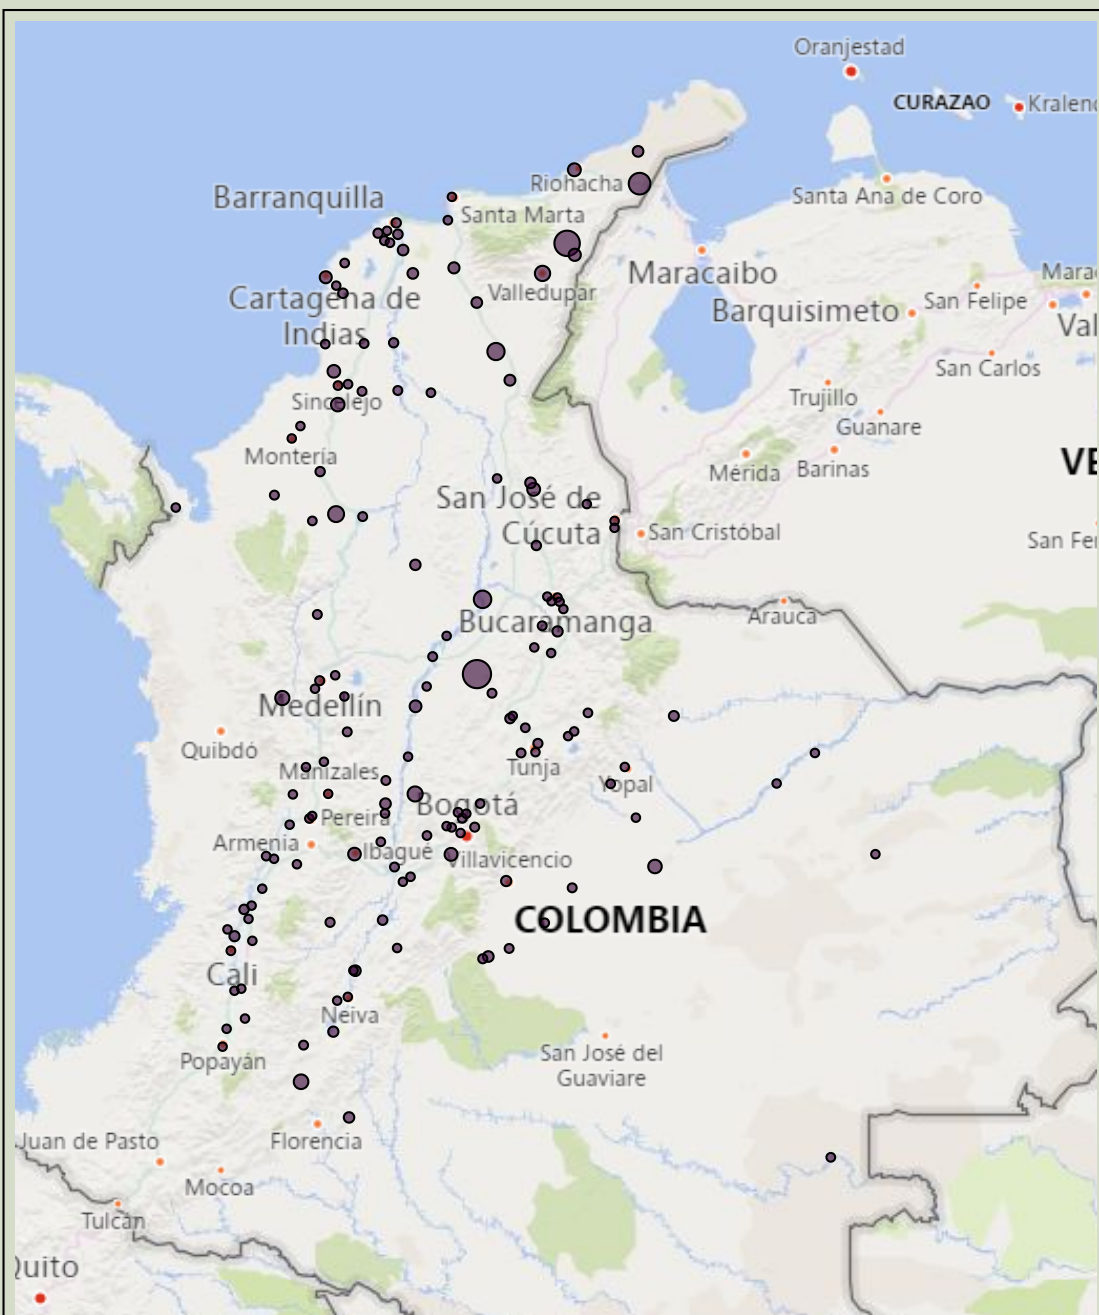 Oranjestad
CURAZAO
Kralend
Riohacha
Santa Ana de Coro
Barranquilla
Santa Marta
Maracaibo
Mara
Valledupar
Cartagena de
Indias
San Felipe
Barquisimeto
Val
San Carlos
Trujillo
Sincelejo
Guanare
Montería
Mérida
Barinas
VE
San José de
Cúcuta
San Cristóbal
San Fe
Bucaramanga
Arauca
Medellín
Quibdó
Manizales
Tunja
Yopal
Bogotá
Pereira
Armenia
Ibagué
Villavicencio
COLOMBIA
Cali
Neiva
Popayán
San José del
Guaviare
Juan de Pasto
Florencia
Mocoa
Tulcán
Quito